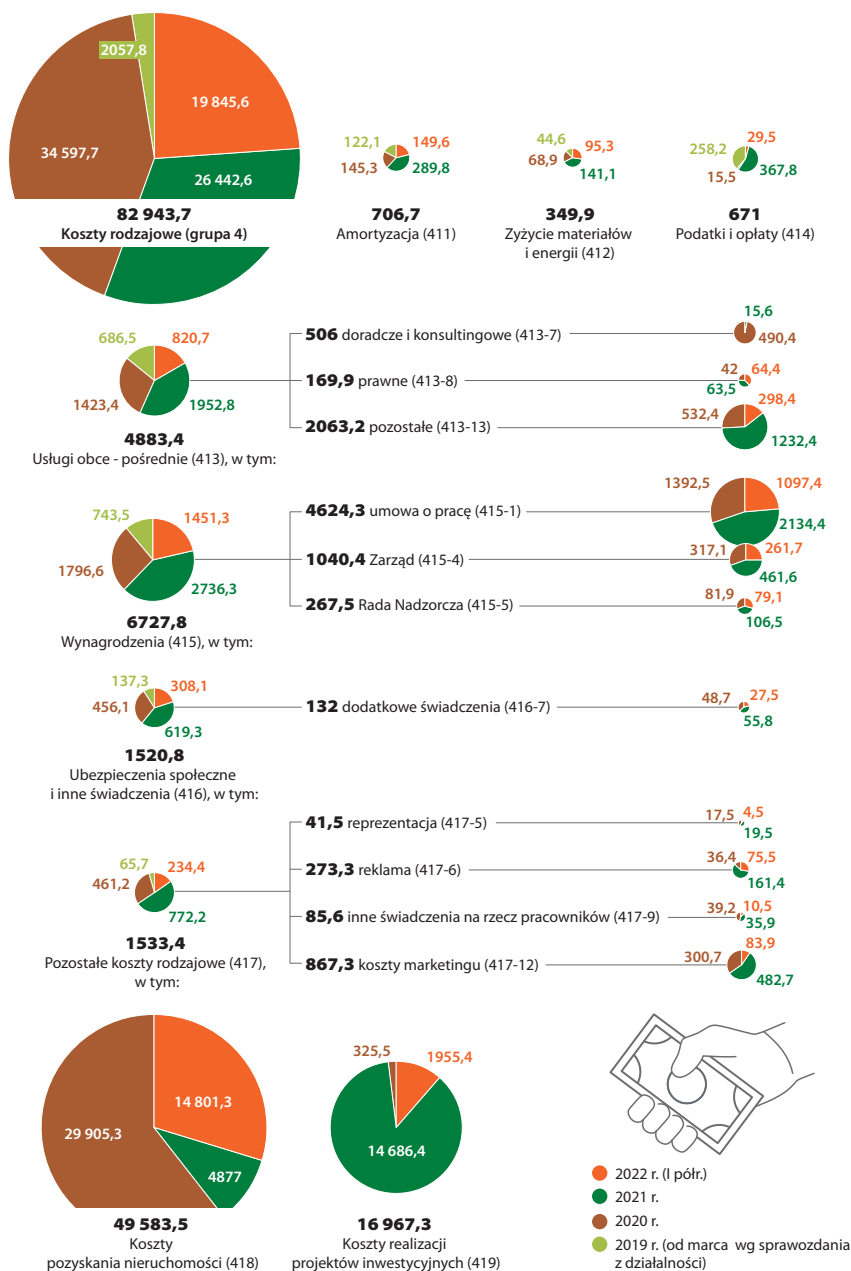 2057,8
19 845,6
34 597,7
26 442,6
82 943,7
Koszty rodzajowe (grupa 4)
122,1
149,6
145,3
289,8
706,7
Amortyzacja (411)
44,6
95,3
68,9
141,1
349,9
Zyżycie materiałów
i energii (412)
29,5
258,2
15,5
367,8
671
Podatki i opłaty (414)
686,5
820,7
1423,4
1952,8
4883,4
Usługi obce - pośrednie (413), w tym:
506 doradcze i konsultingowe (413-7)
15,6
490,4
169,9 prawne (413-8)
42
64,4
63,5
2063,2 pozostałe (413-13)
298,4
532,4
1232,4
743,5
1451,3
1796,6
2736,3
6727,8
Wynagrodzenia (415), w tym:
4624,3 umowa o pracę (415-1)
1392,5
1097,4
2134,4
1040,4 Zarząd (415-4)
317,1
261,7
461,6
267,5 Rada Nadzorcza (415-5)
81,9
79,1
106,5
137,3
308,1
456,1
619,3
1520,8
Ubezpieczenia społeczne
i inne świadczenia (416), w tym:
132 dodatkowe świadczenia (416-7)
48,7
27,5
55,8
65,7
234,4
461,2
772,2
1533,4
Pozostałe koszty rodzajowe (417),
w tym:
41,5 reprezentacja (417-5)
17,5
4,5
19,5
273,3 reklama (417-6)
36,4
75,5
161,4
85,6 inne świadczenia na rzecz pracowników (417-9)
39,2
10,5
35,9
867,3 koszty marketingu (417-12)
83,9
300,7
482,7
14 801,3
29 905,3
4877
49 583,5
Koszty
pozyskania nieruchomości (418)
325,5
1955,4
14 686,4
16 967,3
Koszty realizacji
projektów inwestycyjnych (419)
2022 r. (I półr.)
2021 r.
2020 r.
2019 r. (od marca wg sprawozdania
z działalności)